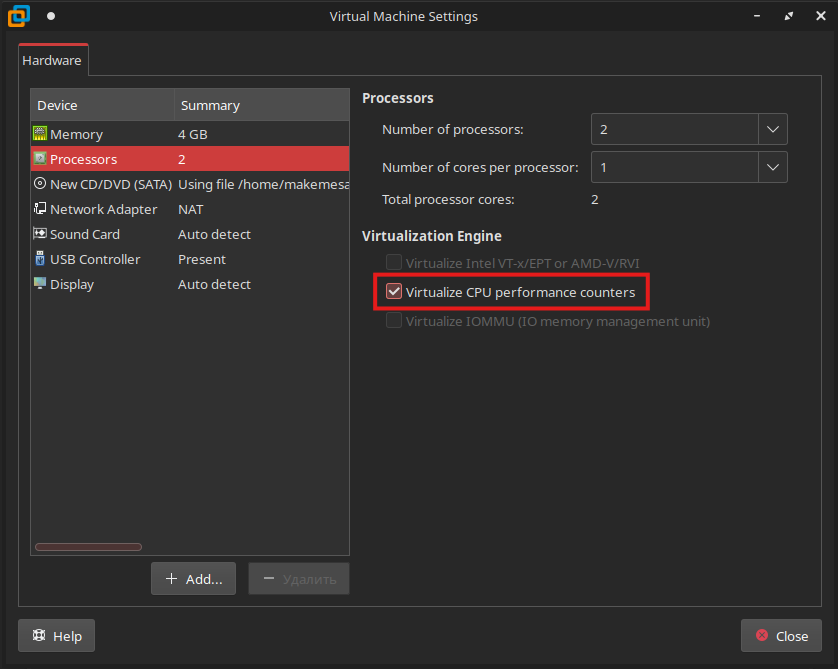 Virtual Machine Settings
Hardware
Device Summary
Memory 4 GB
Processors 2
New CD/DVD (SATA) Using file /home/makemesa
Network Adapter NAT
Sound Card Auto detect
USB Controller Present
Display Auto detect
+ Add...
− Удалить
Processors
Number of processors: 2
Number of cores per processor: 1
Total processor cores: 2
Virtualization Engine
Virtualize Intel VT-x/EPT or AMD-V/RVI
Virtualize CPU performance counters
Virtualize IOMMU (IO memory management unit)
Help
Close